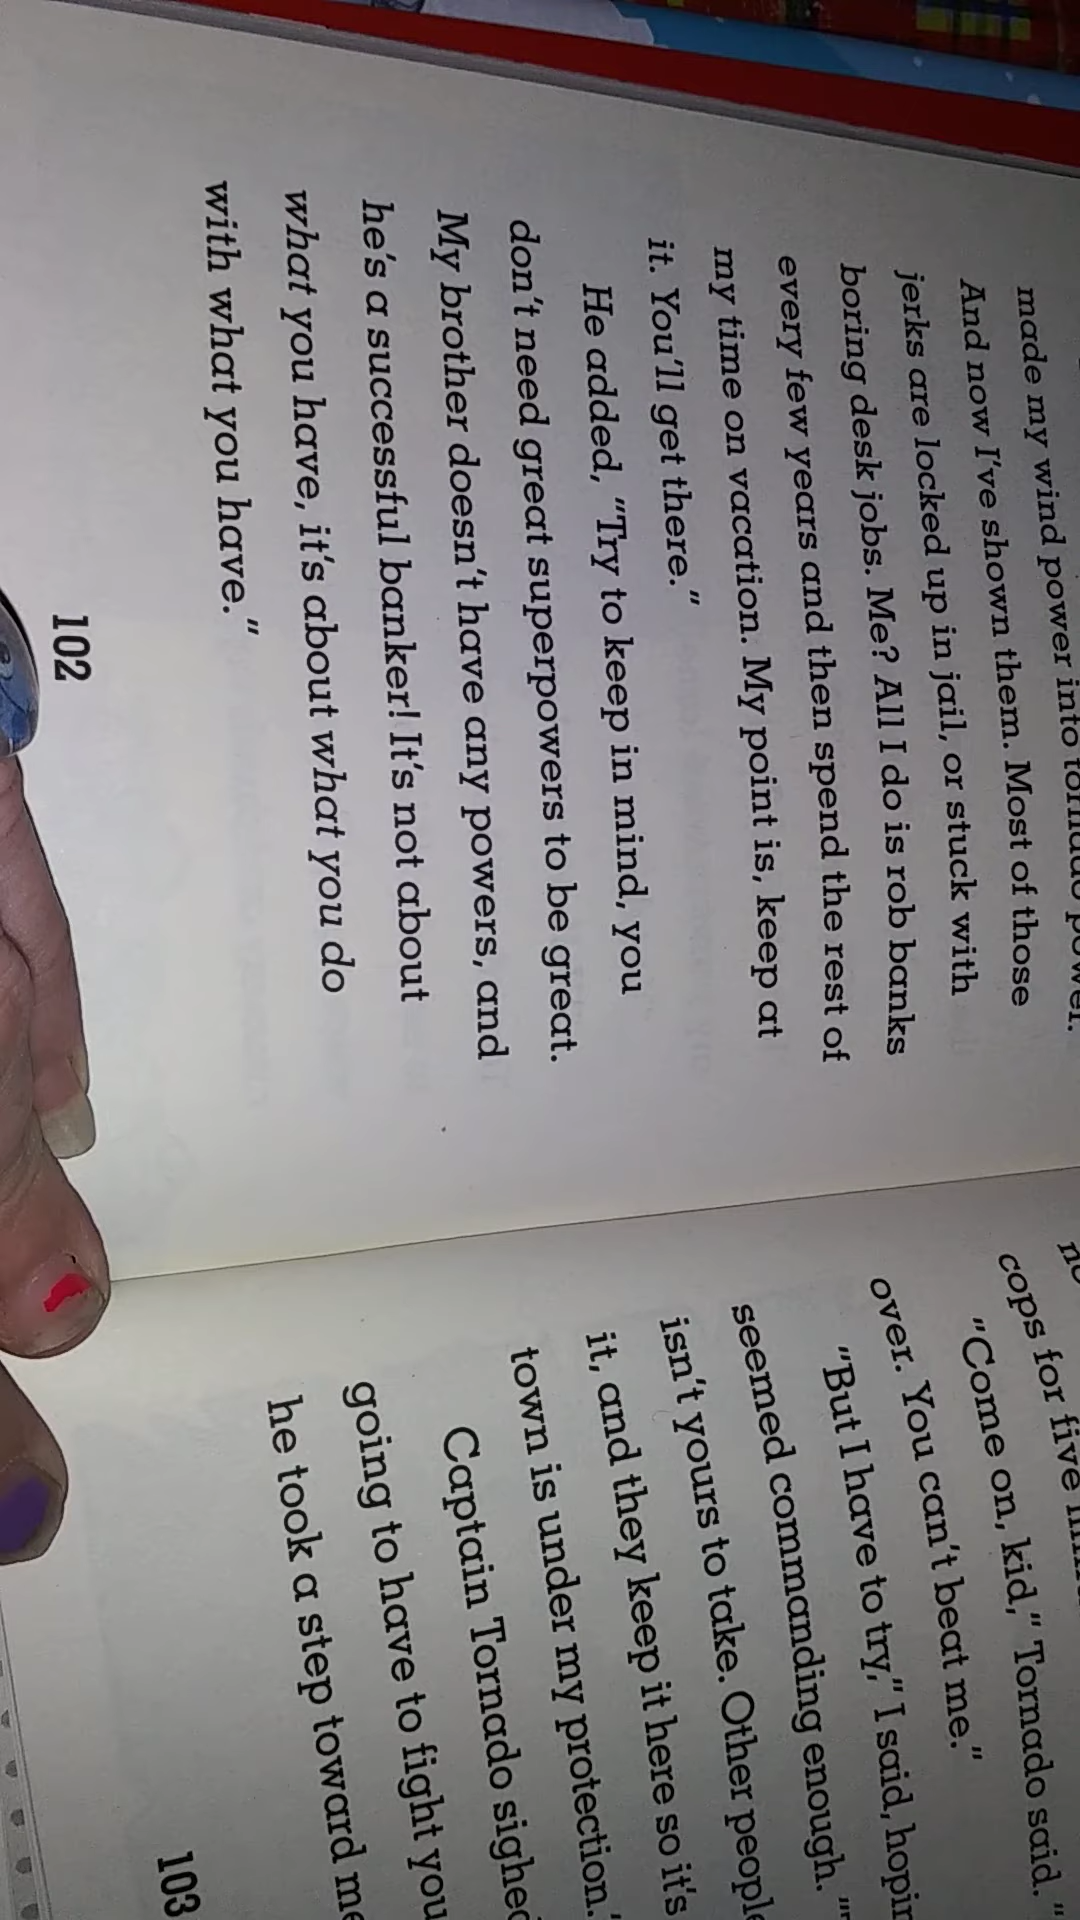 made my wind power into tornado power.
And now I've shown them. Most of those
jerks are locked up in jail, or stuck with
boring desk jobs. Me? All I do is rob banks
every few years and then spend the rest of
my time on vacation. My point is, keep at
it. You'll get there."
He added, "Try to keep in mind, you
don't need great superpowers to be great.
My brother doesn't have any powers, and
he's a successful banker! It's not about
what you have, it's about what you do
with what you have."
102
cops for five
"Come on, kid," Tornado said. "
over. You can't beat me."
"But I have to try," I said, hopin
seemed commanding enough.
isn't yours to take. Other people
it, and they keep it here so it's
town is under my protection.
Captain Tornado sighed
going to have to fight you
he took a step toward me
103